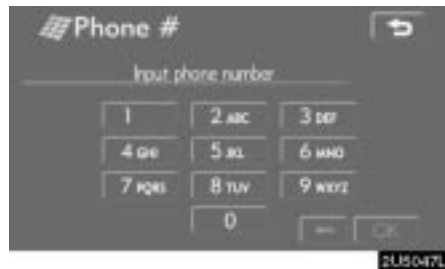 Phone #
Input phone number
1 2 ABC 3 DEF
4 GHI 5 JKL 6 MNO
7 PQRS 8 TUV 9 WXYZ
0 ← OK
2U5047L